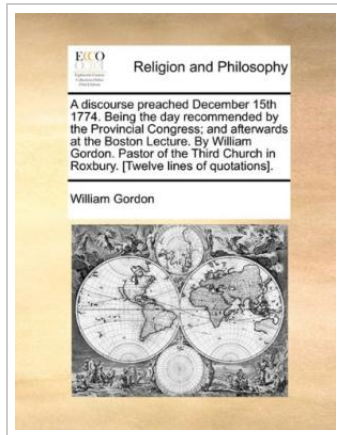 ECCO
Religion and Philosophy
A discourse preached December 15th
1774. Being the day recommended by
the Provincial Congress; and afterwards
at the Boston Lecture. By William
Gordon. Pastor of the Third Church in
Roxbury. [Twelve lines of quotations].
William Gordon